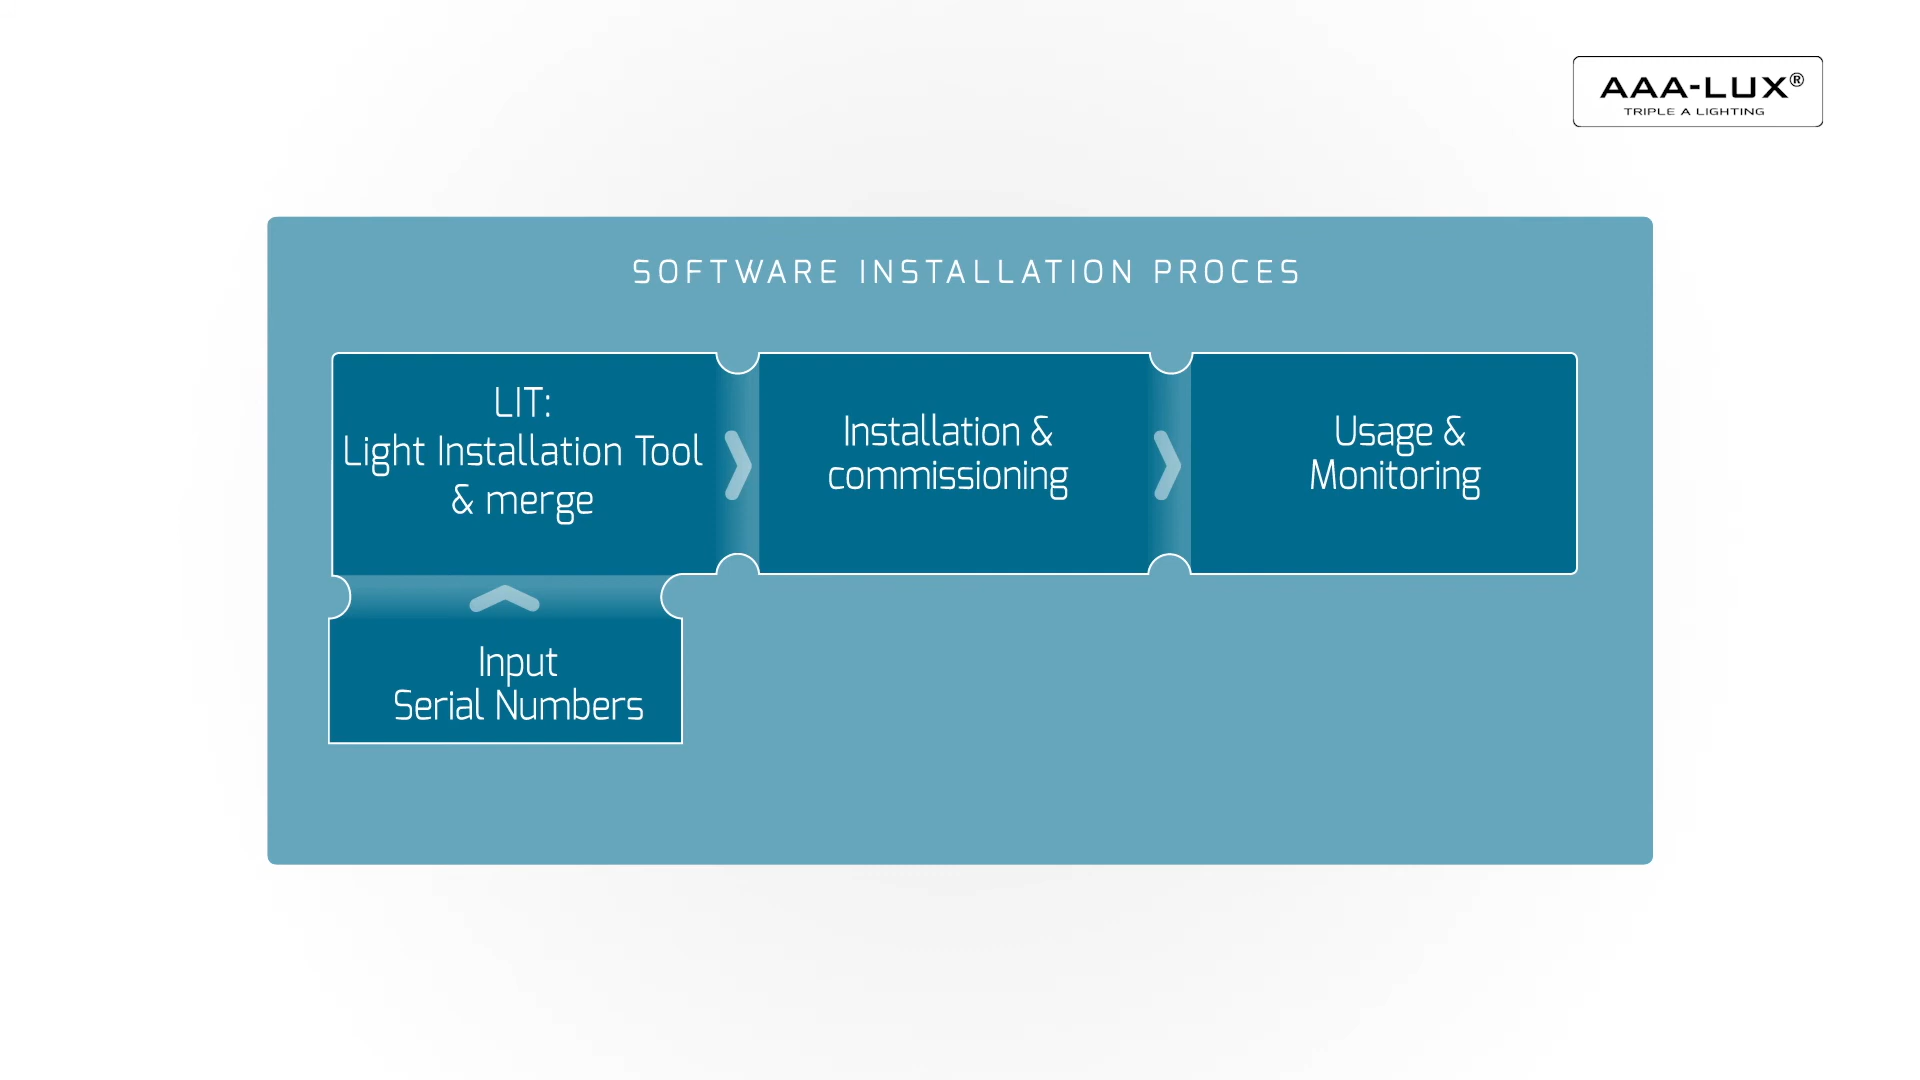 AAA-LUX®
TRIPLE A LIGHTING
SOFTWARE INSTALLATION PROCES
LIT:
Light Installation Tool
& merge
Installation &
commissioning
Usage &
Monitoring
Input
Serial Numbers